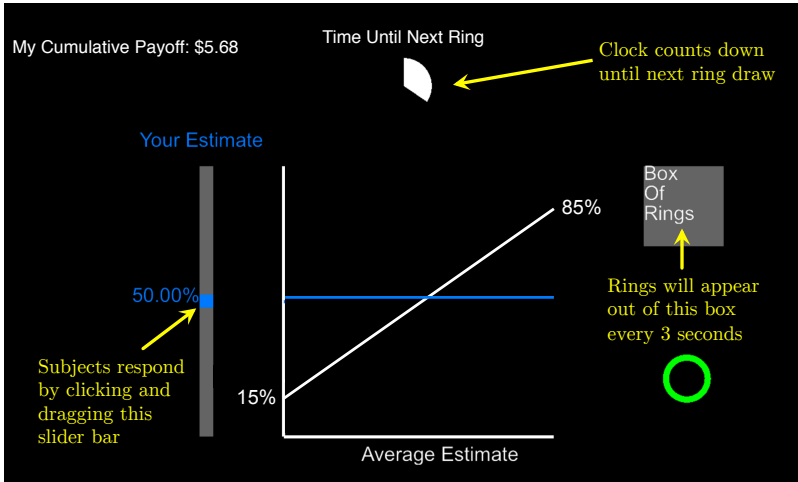 My Cumulative Payoff: $5.68
Time Until Next Ring
Clock counts down
until next ring draw
Your Estimate
Box
Of
Rings
85%
50.00%
Rings will appear
out of this box
every 3 seconds
Subjects respond
by clicking and
dragging this
slider bar
15%
Average Estimate